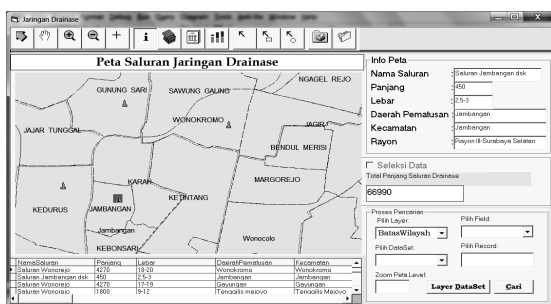 Jaringan Drainase
Peta Saluran Jaringan Drainase
NGAGEL REJO
GUNUNG SARI
SAWUNG GALING
WONOKROMO
JAGIR
JAJAR TUNGGAL
BENDUL MERISI
KARAH
MARGOREJO
KETINTANG
KEDURUS
JAMBANGAN
Jambangan
Wonocolo
KEBONSARI
NamaSaluran Panjang Lebar DaerahPematusan Kecamatan
Saluran Wonorejo 4270 18-20 Wonokromo Wonokromo
Saluran Jambangan dsk 450 2,5-3 Jambangan Jambangan
Saluran Wonorejo 4270 17-19 Gayungan Gayungan
Saluran Wonorejo 1800 9-12 Tenggilis mejoyo Tenggilis Mejoyo
Info Peta
Nama Saluran : Saluran Jambangan dsk
Panjang : 450
Lebar : 2,5-3
Daerah Pematusan : Jambangan
Kecamatan : Jambangan
Rayon : Rayon III-Surabaya Selatan
Seleksi Data
Total Panjang Saluran Drainase
66990
Proses Pencarian
Pilih Layer: Pilih Field:
BatasWilayah
Pilih DataSet: Pilih Record:
Zoom Peta Level:
Layer DataSet Cari